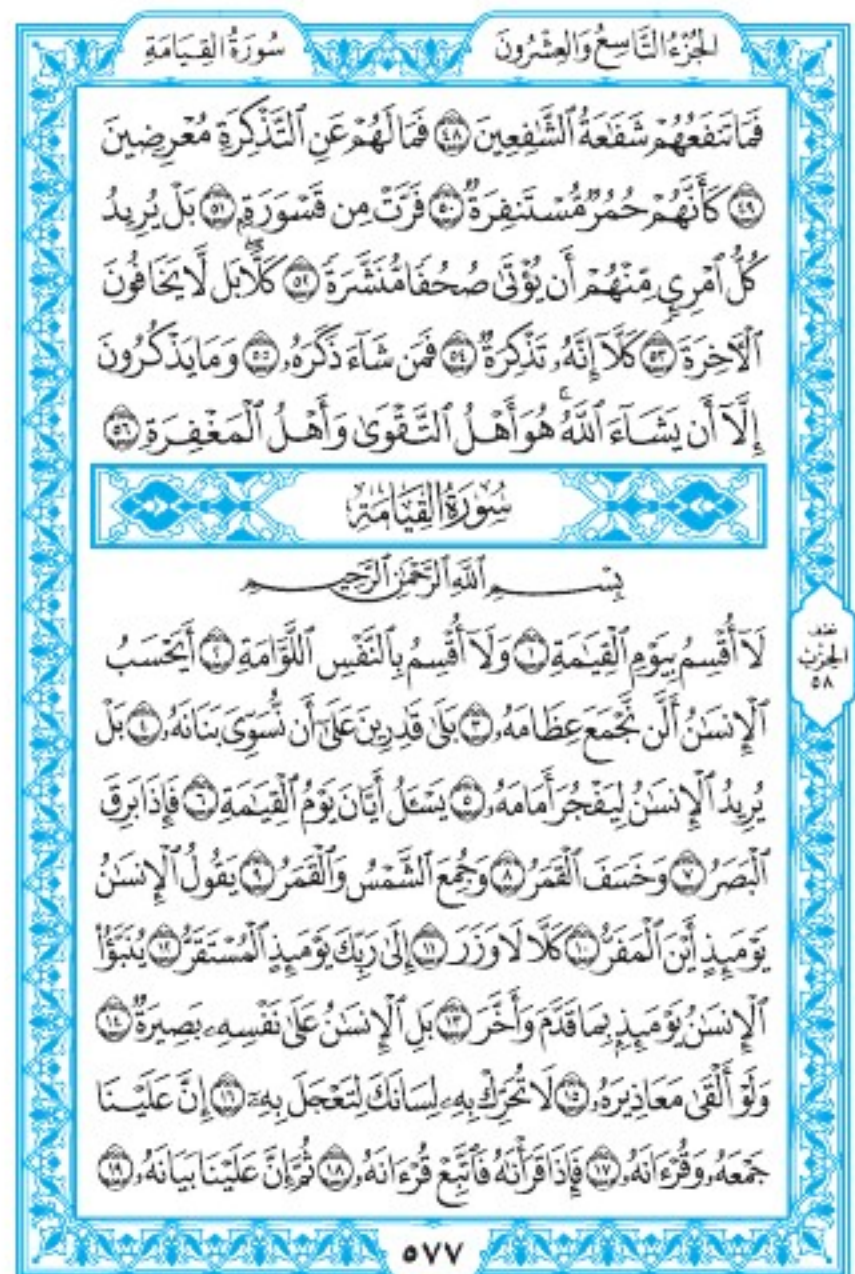 الجُزْءُ التَّاسِعُ وَالعِشْرُونَ
سُورَةُ القِيَامَةِ
فَمَا تَنفَعُهُمْ شَفَٰعَةُ ٱلشَّٰفِعِينَ ٤٨ فَمَا لَهُمْ عَنِ ٱلتَّذْكِرَةِ مُعْرِضِينَ
٤٩ كَأَنَّهُمْ حُمُرٌ مُّسْتَنفِرَةٌ ٥٠ فَرَّتْ مِن قَسْوَرَةٍۭ ٥١ بَلْ يُرِيدُ
كُلُّ ٱمْرِئٍ مِّنْهُمْ أَن يُؤْتَىٰ صُحُفًا مُّنَشَّرَةً ٥٢ كَلَّاۖ بَل لَّا يَخَافُونَ
ٱلْـَٔاخِرَةَ ٥٣ كَلَّآ إِنَّهُۥ تَذْكِرَةٌ ٥٤ فَمَن شَآءَ ذَكَرَهُۥ ٥٥ وَمَا يَذْكُرُونَ
إِلَّآ أَن يَشَآءَ ٱللَّهُۚ هُوَ أَهْلُ ٱلتَّقْوَىٰ وَأَهْلُ ٱلْمَغْفِرَةِ ٥٦
سُورَةُ القِيَامَةِ
بِسْمِ ٱللَّهِ ٱلرَّحْمَٰنِ ٱلرَّحِيمِ
لَآ أُقْسِمُ بِيَوْمِ ٱلْقِيَٰمَةِ ١ وَلَآ أُقْسِمُ بِٱلنَّفْسِ ٱللَّوَّامَةِ ٢ أَيَحْسَبُ
ٱلْإِنسَٰنُ أَلَّن نَّجْمَعَ عِظَامَهُۥ ٣ بَلَىٰ قَٰدِرِينَ عَلَىٰٓ أَن نُّسَوِّىَ بَنَانَهُۥ ٤ بَلْ
يُرِيدُ ٱلْإِنسَٰنُ لِيَفْجُرَ أَمَامَهُۥ ٥ يَسْـَٔلُ أَيَّانَ يَوْمُ ٱلْقِيَٰمَةِ ٦ فَإِذَا بَرِقَ
ٱلْبَصَرُ ٧ وَخَسَفَ ٱلْقَمَرُ ٨ وَجُمِعَ ٱلشَّمْسُ وَٱلْقَمَرُ ٩ يَقُولُ ٱلْإِنسَٰنُ
يَوْمَئِذٍ أَيْنَ ٱلْمَفَرُّ ١٠ كَلَّا لَا وَزَرَ ١١ إِلَىٰ رَبِّكَ يَوْمَئِذٍ ٱلْمُسْتَقَرُّ ١٢ يُنَبَّؤُا۟
ٱلْإِنسَٰنُ يَوْمَئِذٍۭ بِمَا قَدَّمَ وَأَخَّرَ ١٣ بَلِ ٱلْإِنسَٰنُ عَلَىٰ نَفْسِهِۦ بَصِيرَةٌ ١٤
وَلَوْ أَلْقَىٰ مَعَاذِيرَهُۥ ١٥ لَا تُحَرِّكْ بِهِۦ لِسَانَكَ لِتَعْجَلَ بِهِۦٓ ١٦ إِنَّ عَلَيْنَا
جَمْعَهُۥ وَقُرْءَانَهُۥ ١٧ فَإِذَا قَرَأْنَٰهُ فَٱتَّبِعْ قُرْءَانَهُۥ ١٨ ثُمَّ إِنَّ عَلَيْنَا بَيَانَهُۥ ١٩
نصف
الحزب
٥٨
٥٧٧